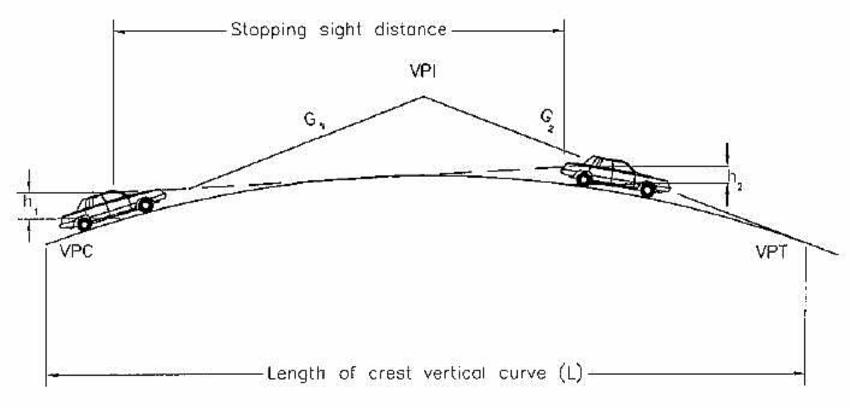 Stopping sight distance
VPI
G₁
G₂
h₁
h₂
VPC
VPT
Length of crest vertical curve (L)